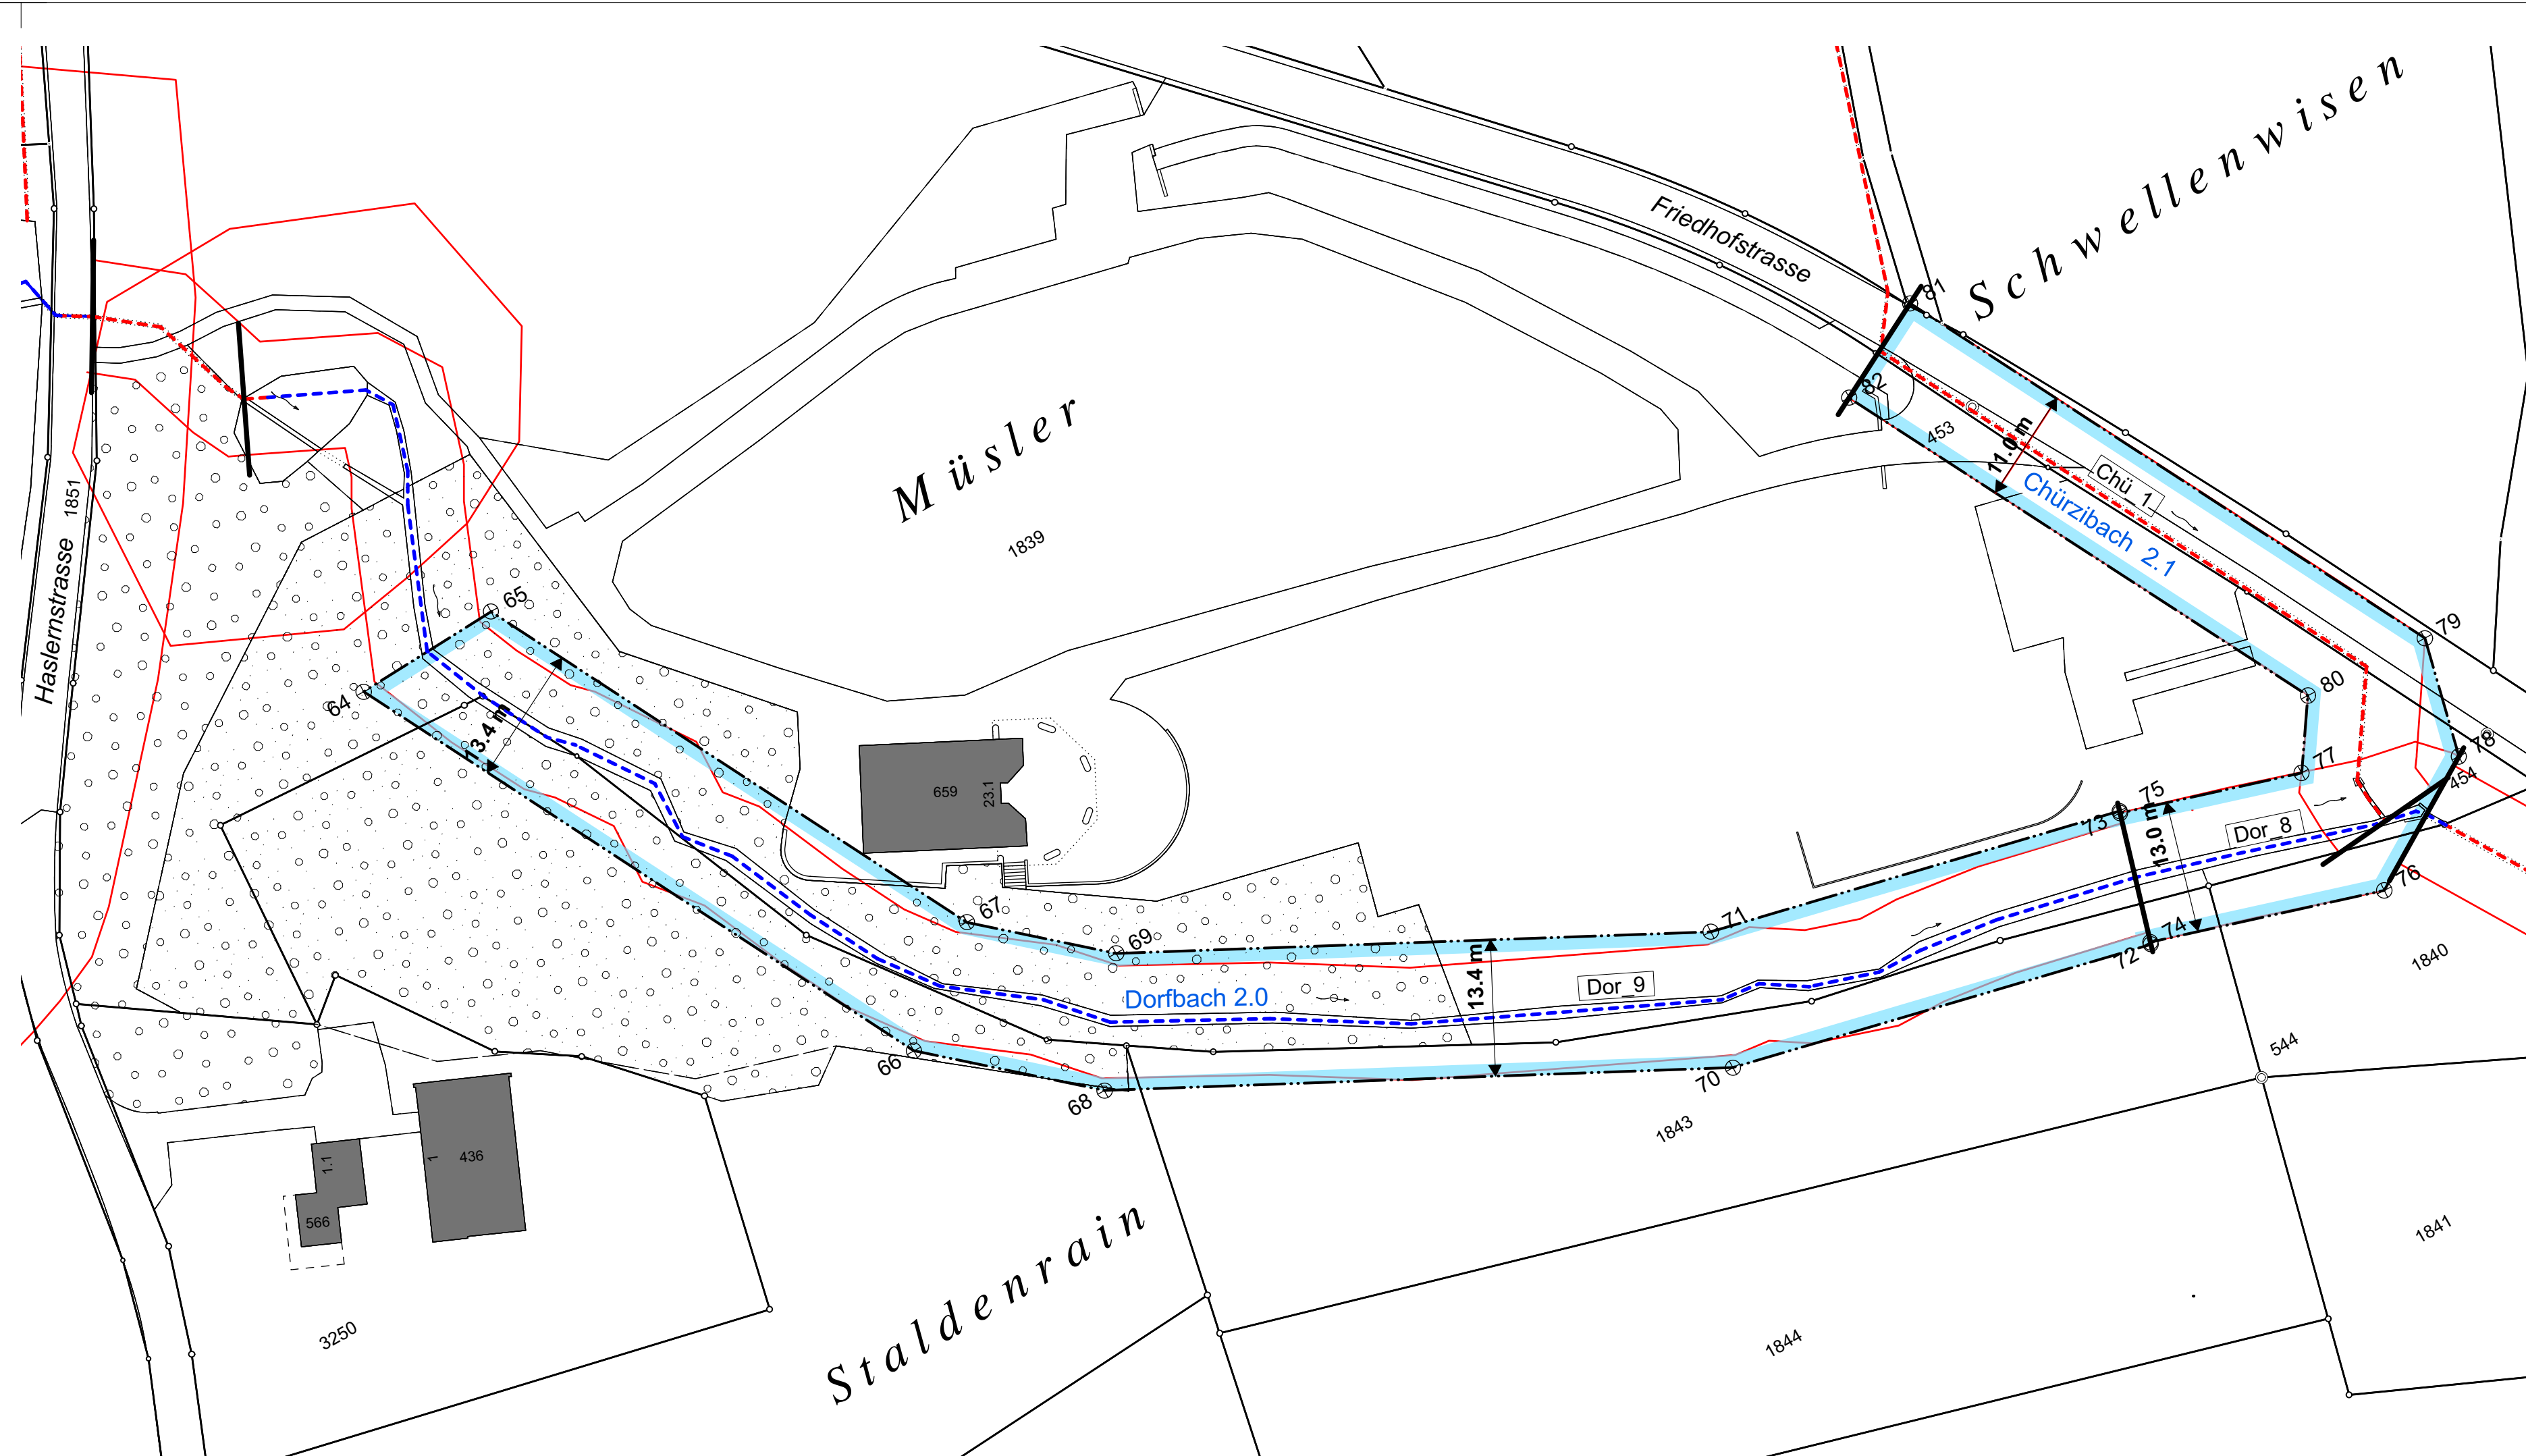 Schwellenwisen
Friedhofstrasse
81
82
453
11.0 m
Chü_1
Chürzibach 2.1
Müsler
1839
Haslernstrasse
1851
65
64
13.4 m
79
80
78
77
454
75
73
13.0 m
Dor_8
76
74
72
659
23.1
67
69
71
13.4 m
Dor_9
Dorfbach 2.0
66
68
70
1840
544
1843
1.1
566
1
436
Staldenrain
3250
1841
1844